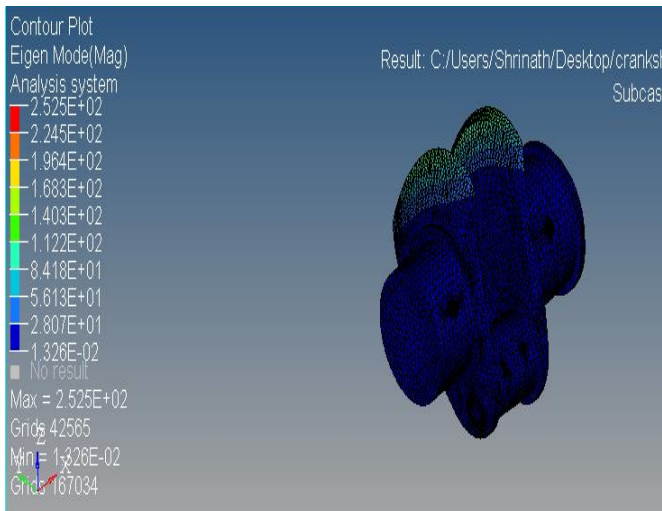 Contour Plot
Eigen Mode(Mag)
Analysis system
2.525E+02
2.245E+02
1.964E+02
1.683E+02
1.403E+02
1.122E+02
8.418E+01
5.613E+01
2.807E+01
1.326E-02
No result
Max = 2.525E+02
Grids 42565
Min = 1.326E-02
Grids 167034
Z
Y X
Result: C:/Users/Shrinath/Desktop/cranksh
Subcas